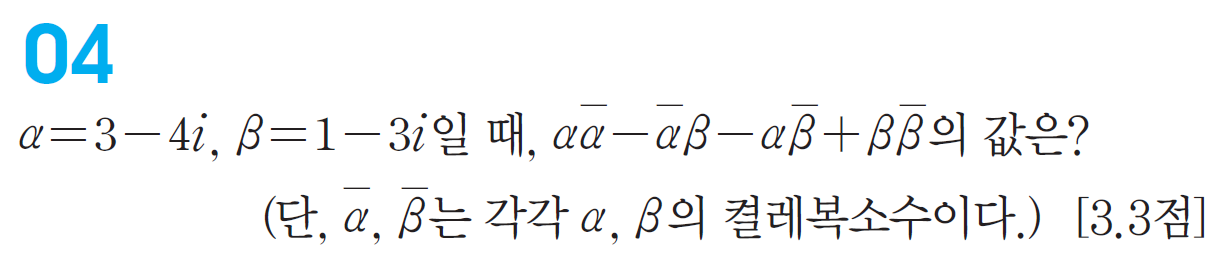 04
α=3-4i, β=1-3i일 때, αα̅-α̅β-αβ̅+ββ̅의 값은?
(단, α̅, β̅는 각각 α, β의 켤레복소수이다.) [3.3점]